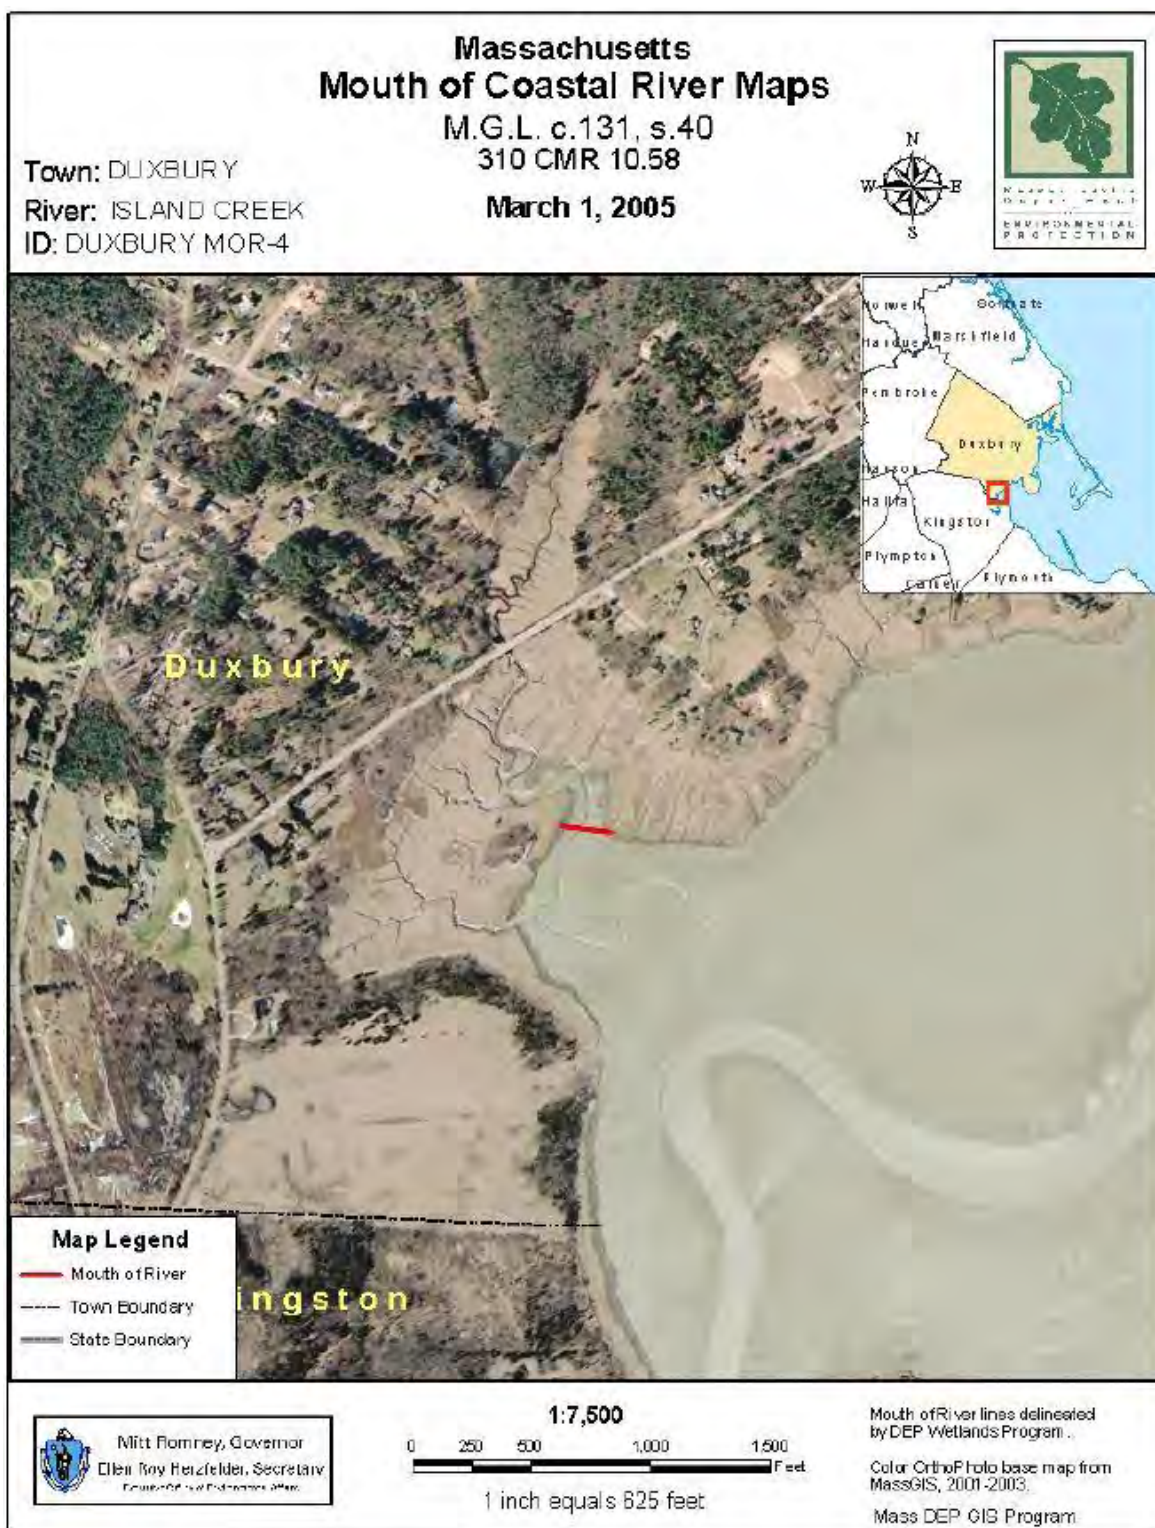 Massachusetts
Mouth of Coastal River Maps
M.G.L. c.131, s.40
310 CMR 10.58
March 1, 2005
Town: DUXBURY
River: ISLAND CREEK
ID: DUXBURY MOR-4
N
W E
S
ENVIRONMENTAL
PROTECTION
Marshfield
Pembroke
Duxbury
Kingston
Plympton
Plymouth
Duxbury
ingston
Map Legend
Mouth of River
Town Boundary
State Boundary
Mitt Romney, Governor
Ellen Roy Herzfelder, Secretary
1:7,500
0 250 500 1,000 1,500
Feet
1 inch equals 625 feet
Mouth of River lines delineated
by DEP Wetlands Program.
Color OrthoPhoto base map from
MassGIS, 2001-2003.
Mass DEP GIS Program